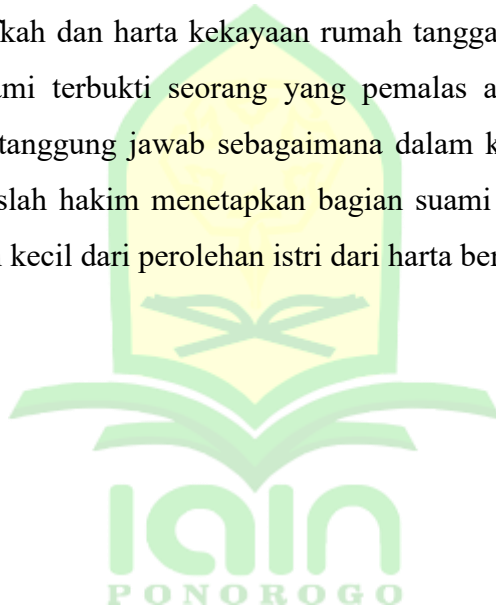 kah dan harta kekayaan rumah tangga
mi terbukti seorang yang pemalas a
tanggung jawab sebagaimana dalam k
slah hakim menetapkan bagian suami
kecil dari perolehan istri dari harta ber
iain
PONOROGO